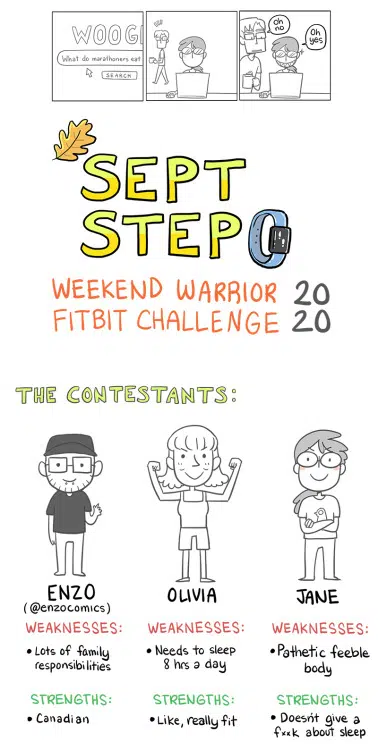 WOOG
What do marathoners eat
SEARCH
Oh
no
Oh
yes
SEPT
STEP
WEEKEND WARRIOR 20
FITBIT CHALLENGE 20
THE CONTESTANTS:
ENZO
(@enzocomics)
WEAKNESSES:
• Lots of family
responsibilities
STRENGTHS:
• Canadian
OLIVIA
WEAKNESSES:
• Needs to sleep
8 hrs a day
STRENGTHS:
• Like, really fit
JANE
WEAKNESSES:
• Pathetic feeble
body
STRENGTHS:
• Doesn't give a
f**k about sleep